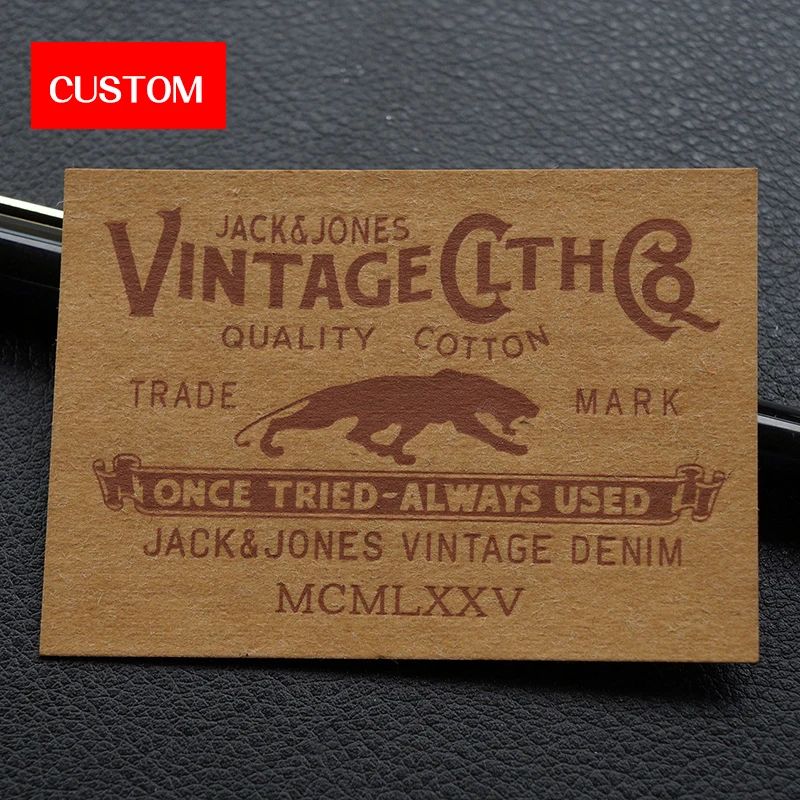 CUSTOM
JACK&JONES
VINTAGE CLTH CO
QUALITY COTTON
TRADE MARK
ONCE TRIED-ALWAYS USED
JACK&JONES VINTAGE DENIM
MCMLXXV